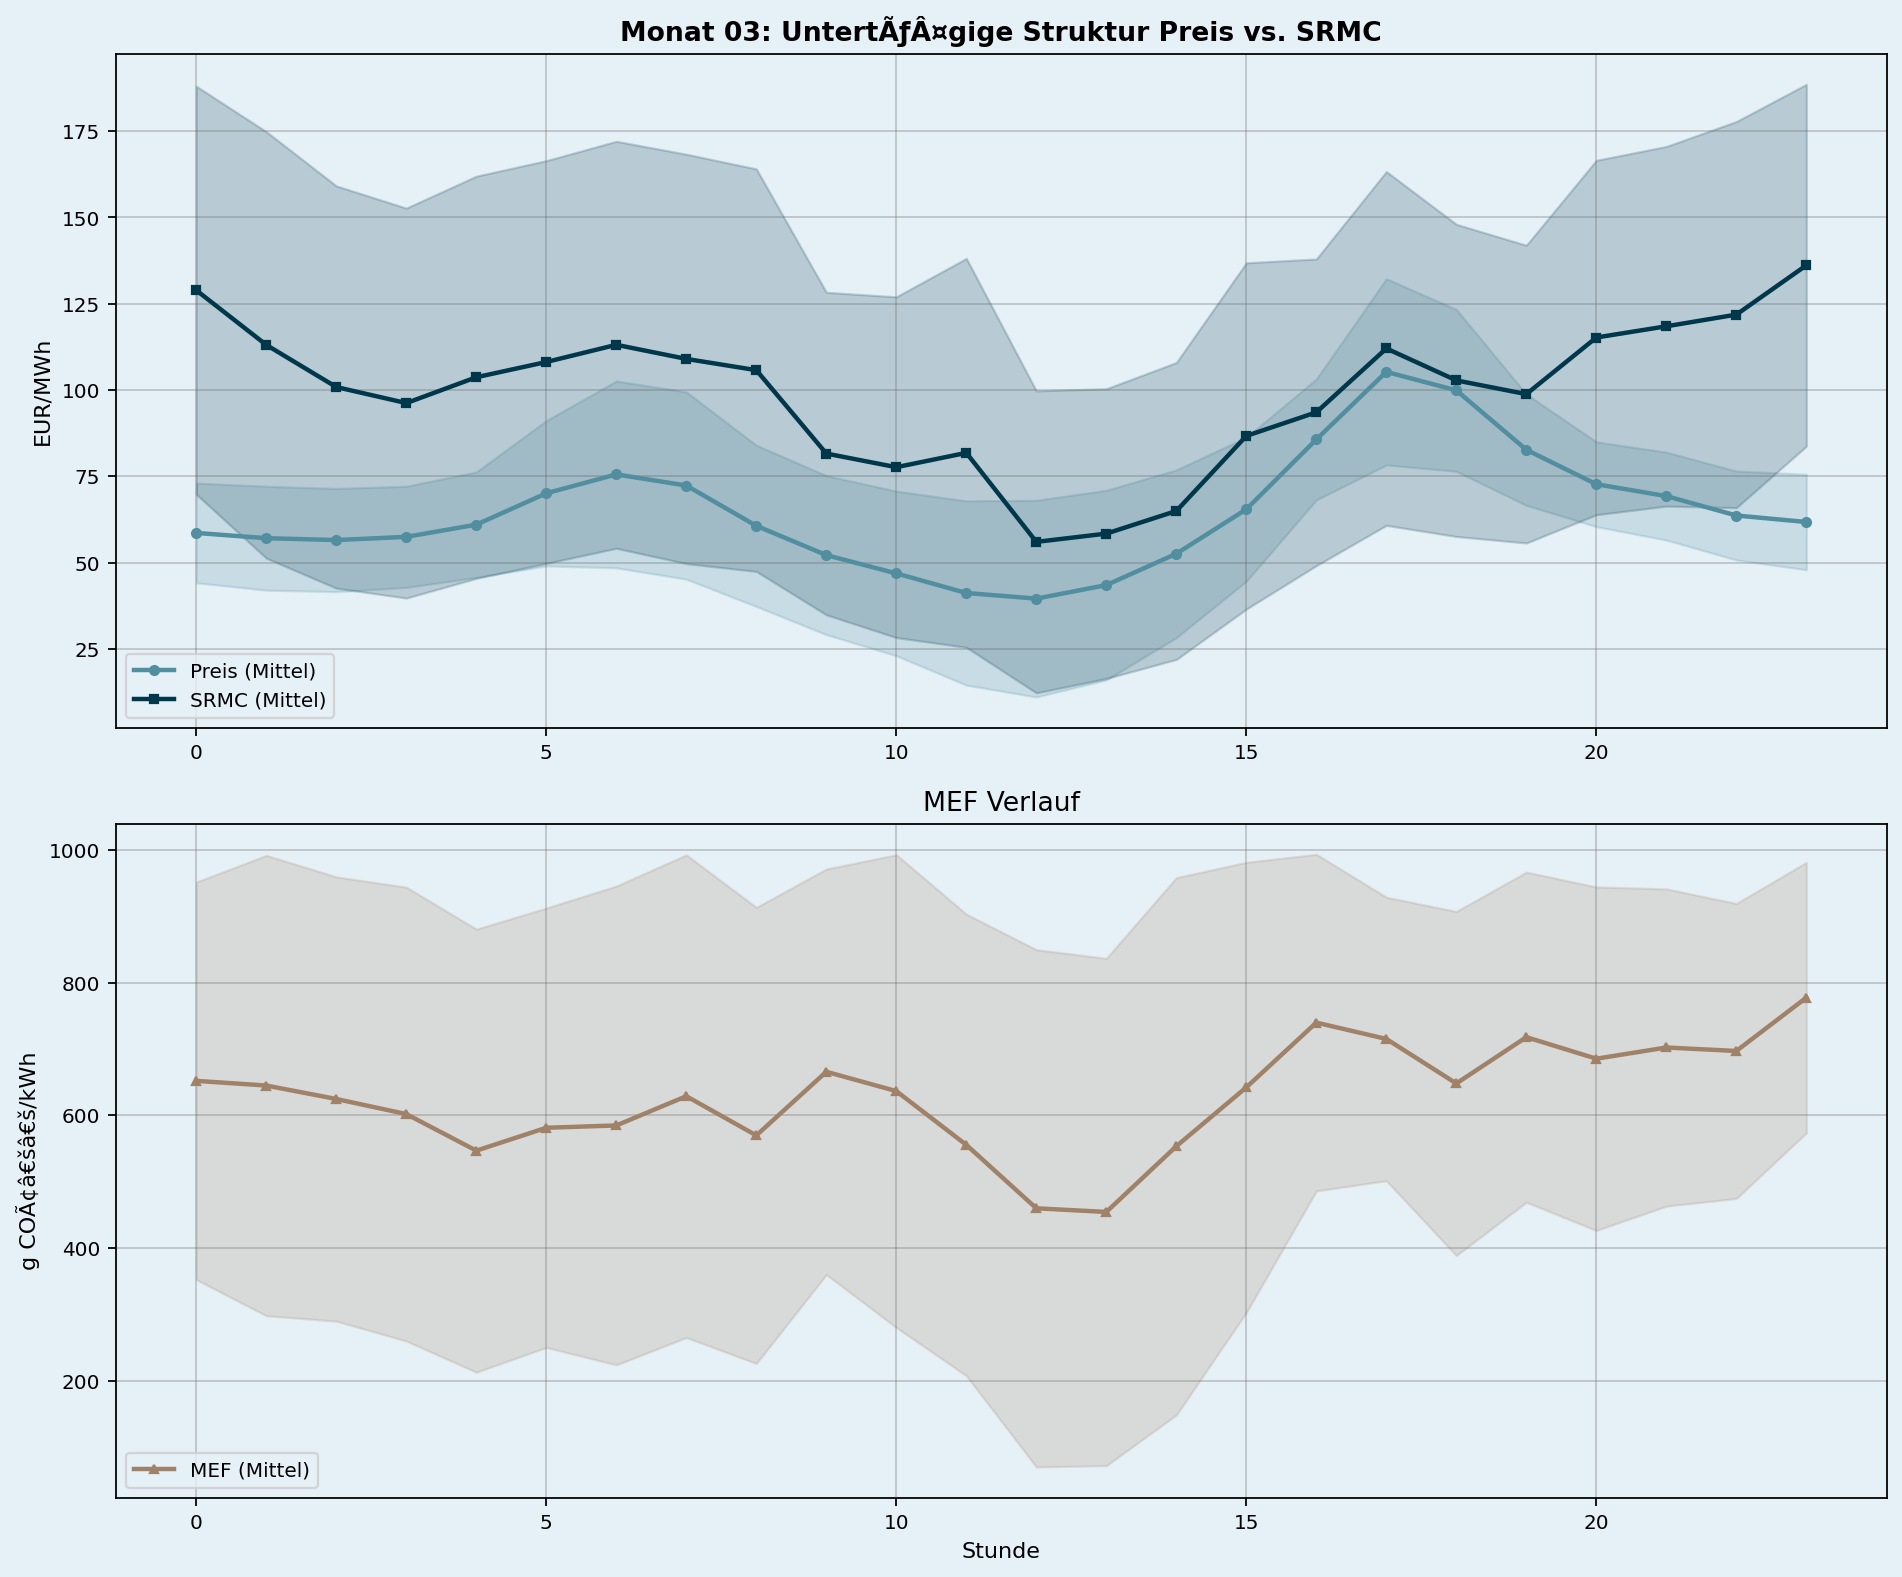 Monat 03: UntertÃƒÂ¤gige Struktur Preis vs. SRMC
EUR/MWh
175
150
125
100
75
50
25
Preis (Mittel)
SRMC (Mittel)
0 5 10 15 20
MEF Verlauf
g COÃ¢â€šâ€š/kWh
1000
800
600
400
200
MEF (Mittel)
0 5 10 15 20
Stunde